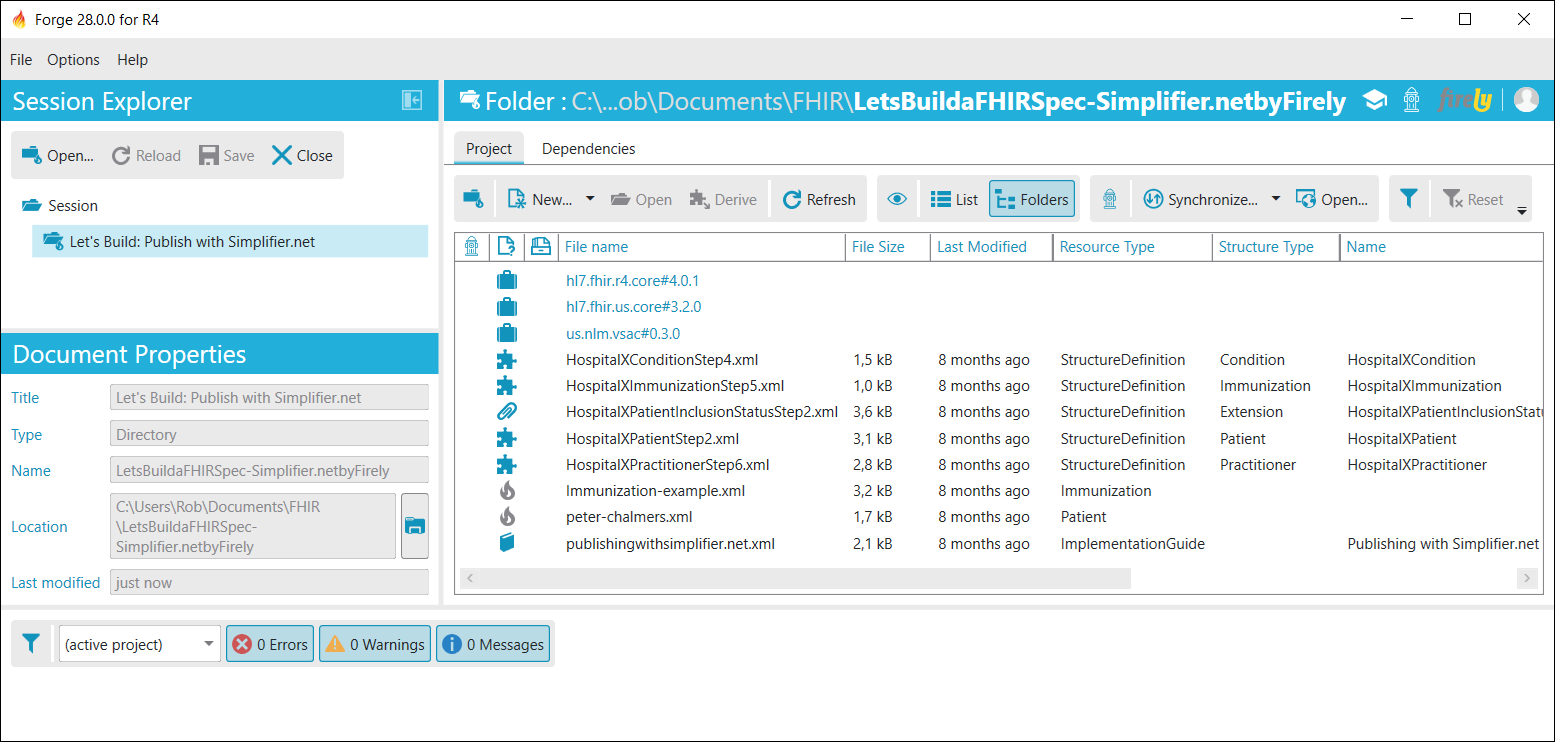 Forge 28.0.0 for R4
File Options Help
Session Explorer
Open... Reload Save Close
Session
Let's Build: Publish with Simplifier.net
Document Properties
Title Let's Build: Publish with Simplifier.net
Type Directory
Name LetsBuildaFHIRSpec-Simplifier.netbyFirely
Location C:\Users\Rob\Documents\FHIR
\LetsBuildaFHIRSpec-
Simplifier.netbyFirely
Last modified just now
Folder : C:\...ob\Documents\FHIR\LetsBuildaFHIRSpec-Simplifier.netbyFirely firely
Project Dependencies
New... Open Derive Refresh List Folders Synchronize... Open... Reset
File name File Size Last Modified Resource Type Structure Type Name
hl7.fhir.r4.core#4.0.1
hl7.fhir.us.core#3.2.0
us.nlm.vsac#0.3.0
HospitalXConditionStep4.xml 1,5 kB 8 months ago StructureDefinition Condition HospitalXCondition
HospitalXImmunizationStep5.xml 1,0 kB 8 months ago StructureDefinition Immunization HospitalXImmunization
HospitalXPatientInclusionStatusStep2.xml 3,6 kB 8 months ago StructureDefinition Extension HospitalXPatientInclusionStatu
HospitalXPatientStep2.xml 3,1 kB 8 months ago StructureDefinition Patient HospitalXPatient
HospitalXPractitionerStep6.xml 2,8 kB 8 months ago StructureDefinition Practitioner HospitalXPractitioner
Immunization-example.xml 3,2 kB 8 months ago Immunization
peter-chalmers.xml 1,7 kB 8 months ago Patient
publishingwithsimplifier.net.xml 2,1 kB 8 months ago ImplementationGuide Publishing with Simplifier.net
(active project) 0 Errors 0 Warnings 0 Messages